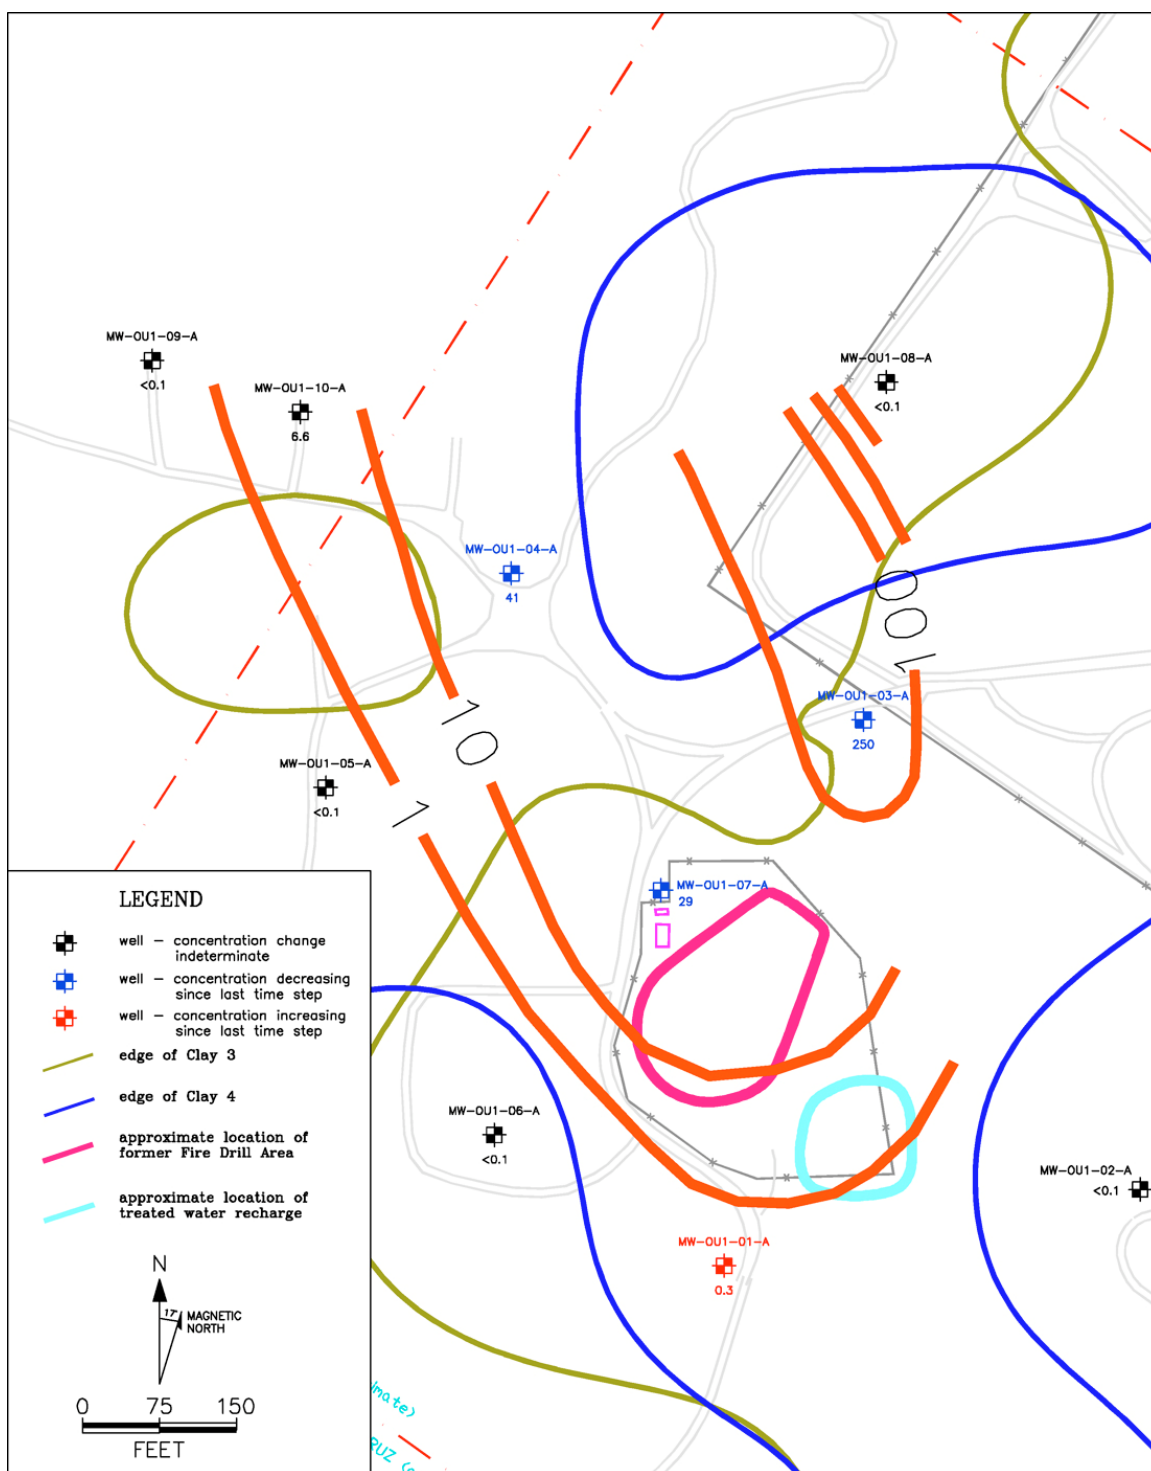 MW-OU1-09-A
<0.1
MW-OU1-10-A
6.6
MW-OU1-08-A
<0.1
MW-OU1-04-A
41
100
MW-OU1-03-A
250
10
MW-OU1-05-A
<0.1
1
MW-OU1-07-A
29
LEGEND
well — concentration change
indeterminate
well — concentration decreasing
since last time step
well — concentration increasing
since last time step
edge of Clay 3
edge of Clay 4
approximate location of
former Fire Drill Area
approximate location of
treated water recharge
MW-OU1-06-A
<0.1
MW-OU1-02-A
<0.1
MW-OU1-01-A
0.3
N
17°
MAGNETIC
NORTH
0 75 150
FEET
imate)
RUZ